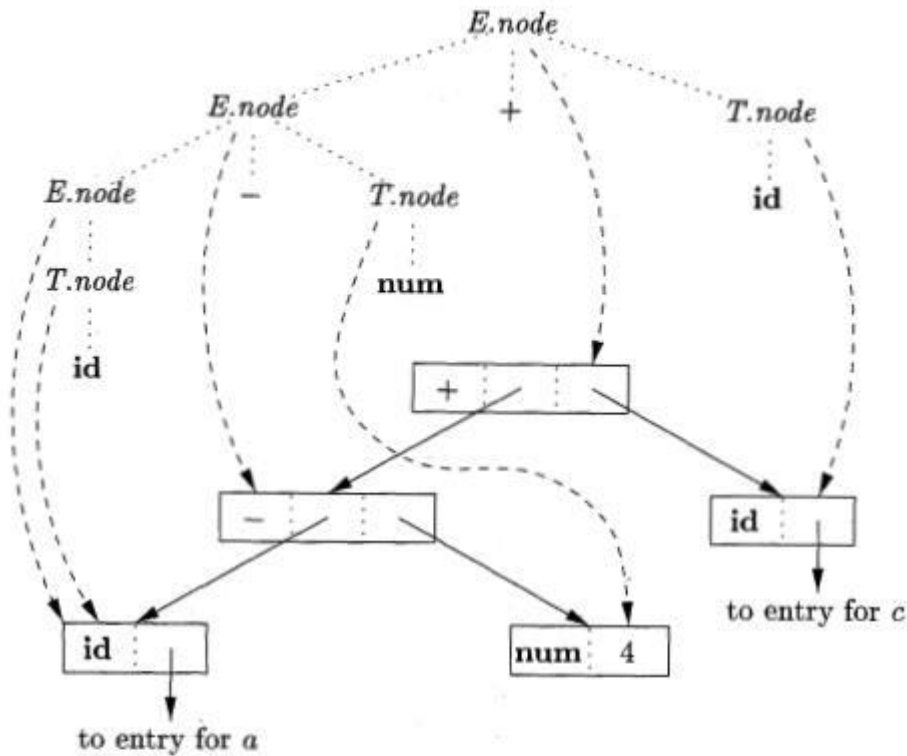 E.node
E.node + T.node
E.node − T.node id
T.node num
id
+
− id
to entry for c
id num 4
to entry for a